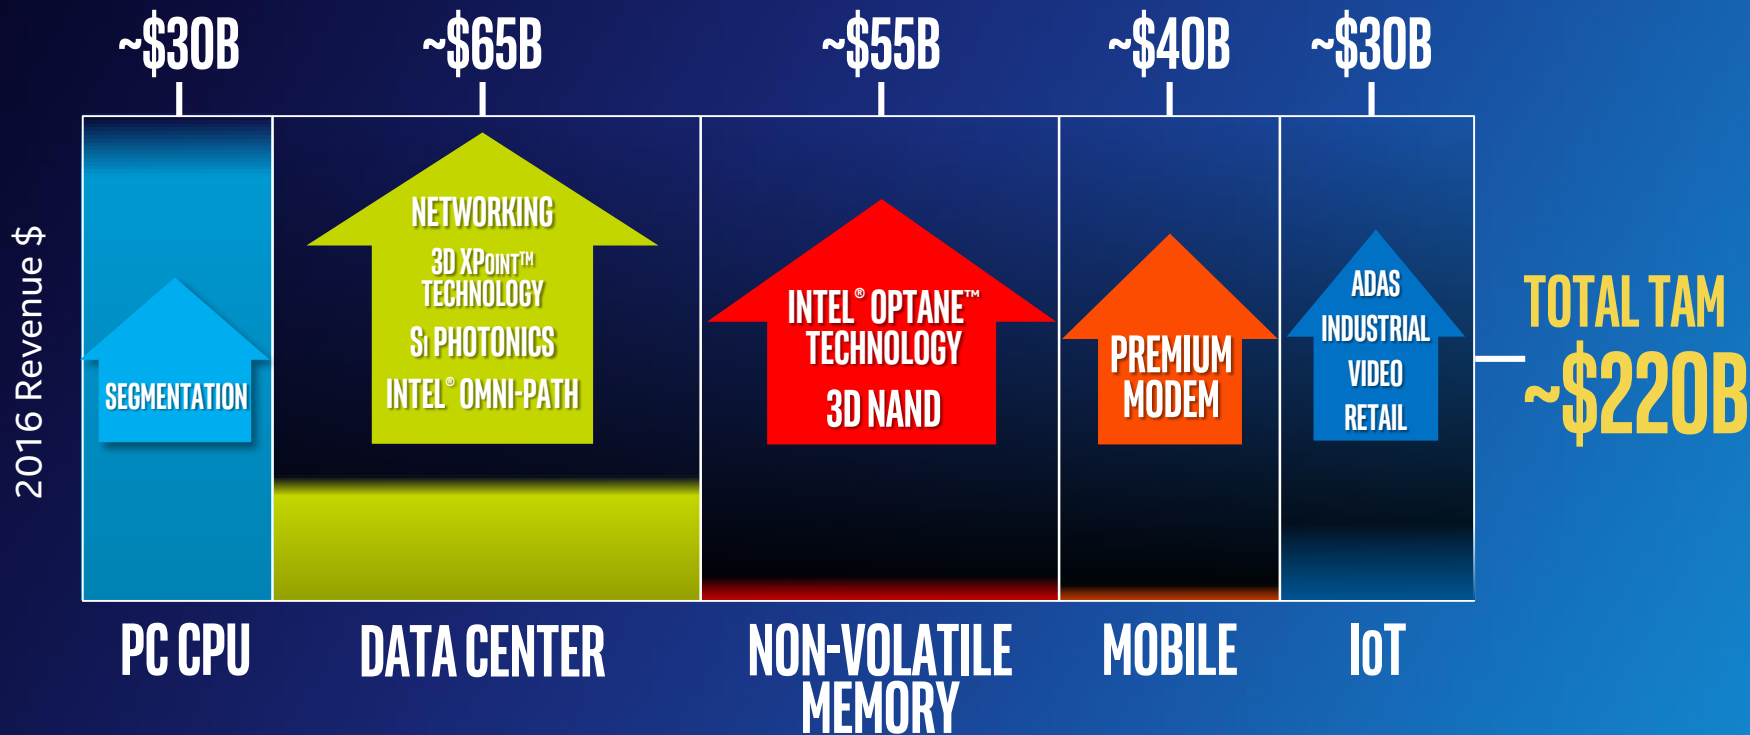 ~$30B
~$65B
~$55B
~$40B
~$30B
2016 Revenue $
SEGMENTATION
NETWORKING
3D XPOINT™
TECHNOLOGY
SI PHOTONICS
INTEL® OMNI-PATH
INTEL® OPTANE™
TECHNOLOGY
3D NAND
PREMIUM
MODEM
ADAS
INDUSTRIAL
VIDEO
RETAIL
TOTAL TAM
~$220B
PC CPU
DATA CENTER
NON-VOLATILE
MEMORY
MOBILE
IoT